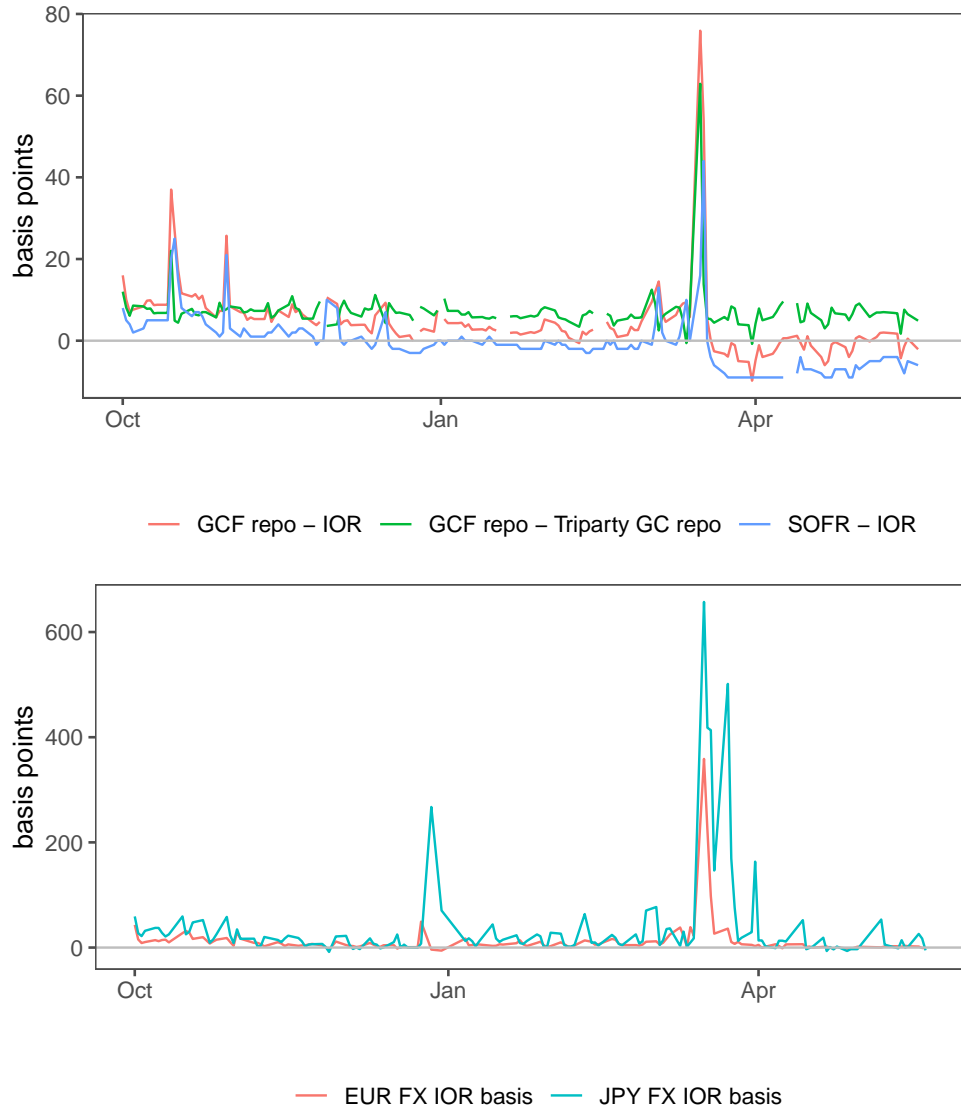 80
60
40
20
0
basis points
Oct Jan Apr
GCF repo – IOR GCF repo – Triparty GC repo SOFR – IOR
600
400
200
0
basis points
Oct Jan Apr
EUR FX IOR basis JPY FX IOR basis